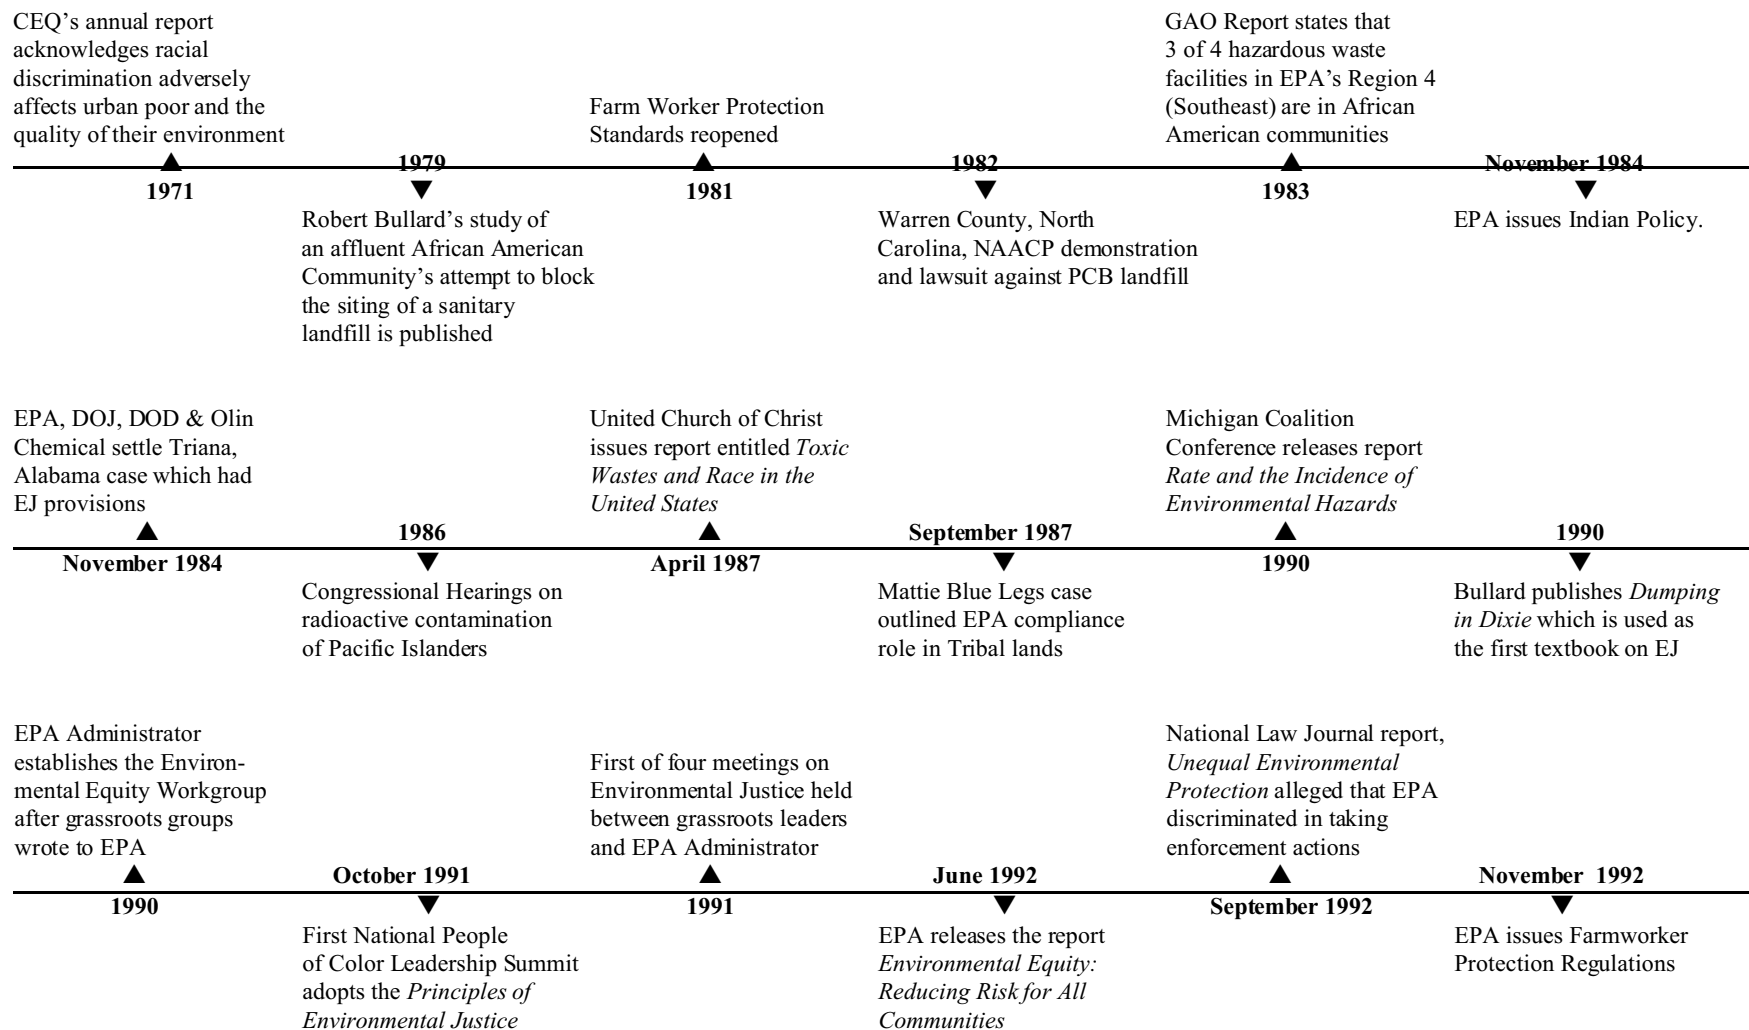 CEQ's annual report
acknowledges racial
discrimination adversely
affects urban poor and the
quality of their environment
1971
1979
Robert Bullard's study of
an affluent African American
Community's attempt to block
the siting of a sanitary
landfill is published
Farm Worker Protection
Standards reopened
1981
1982
Warren County, North
Carolina, NAACP demonstration
and lawsuit against PCB landfill
GAO Report states that
3 of 4 hazardous waste
facilities in EPA's Region 4
(Southeast) are in African
American communities
1983
November 1984
EPA issues Indian Policy.
EPA, DOJ, DOD & Olin
Chemical settle Triana,
Alabama case which had
EJ provisions
November 1984
1986
Congressional Hearings on
radioactive contamination
of Pacific Islanders
United Church of Christ
issues report entitled Toxic
Wastes and Race in the
United States
April 1987
September 1987
Mattie Blue Legs case
outlined EPA compliance
role in Tribal lands
Michigan Coalition
Conference releases report
Rate and the Incidence of
Environmental Hazards
1990
1990
Bullard publishes Dumping
in Dixie which is used as
the first textbook on EJ
EPA Administrator
establishes the Environ-
mental Equity Workgroup
after grassroots groups
wrote to EPA
1990
October 1991
First National People
of Color Leadership Summit
adopts the Principles of
Environmental Justice
First of four meetings on
Environmental Justice held
between grassroots leaders
and EPA Administrator
1991
June 1992
EPA releases the report
Environmental Equity:
Reducing Risk for All
Communities
National Law Journal report,
Unequal Environmental
Protection alleged that EPA
discriminated in taking
enforcement actions
September 1992
November 1992
EPA issues Farmworker
Protection Regulations